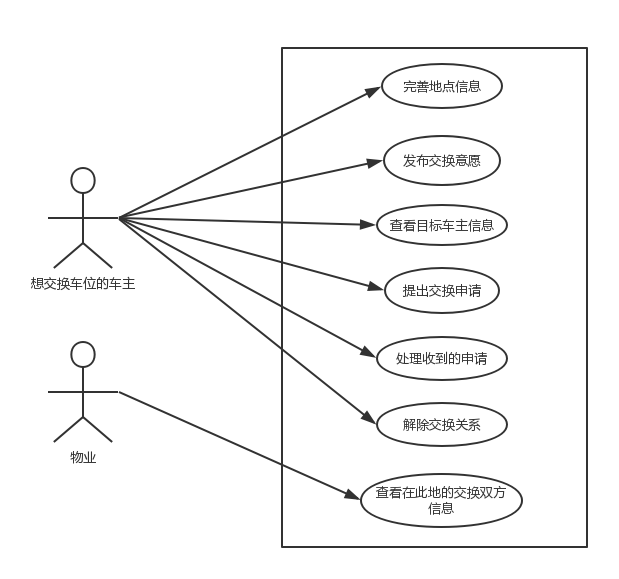 完善地点信息
发布交换意愿
查看目标车主信息
想交换车位的车主
提出交换申请
处理收到的申请
解除交换关系
物业
查看在此地的交换双方
信息